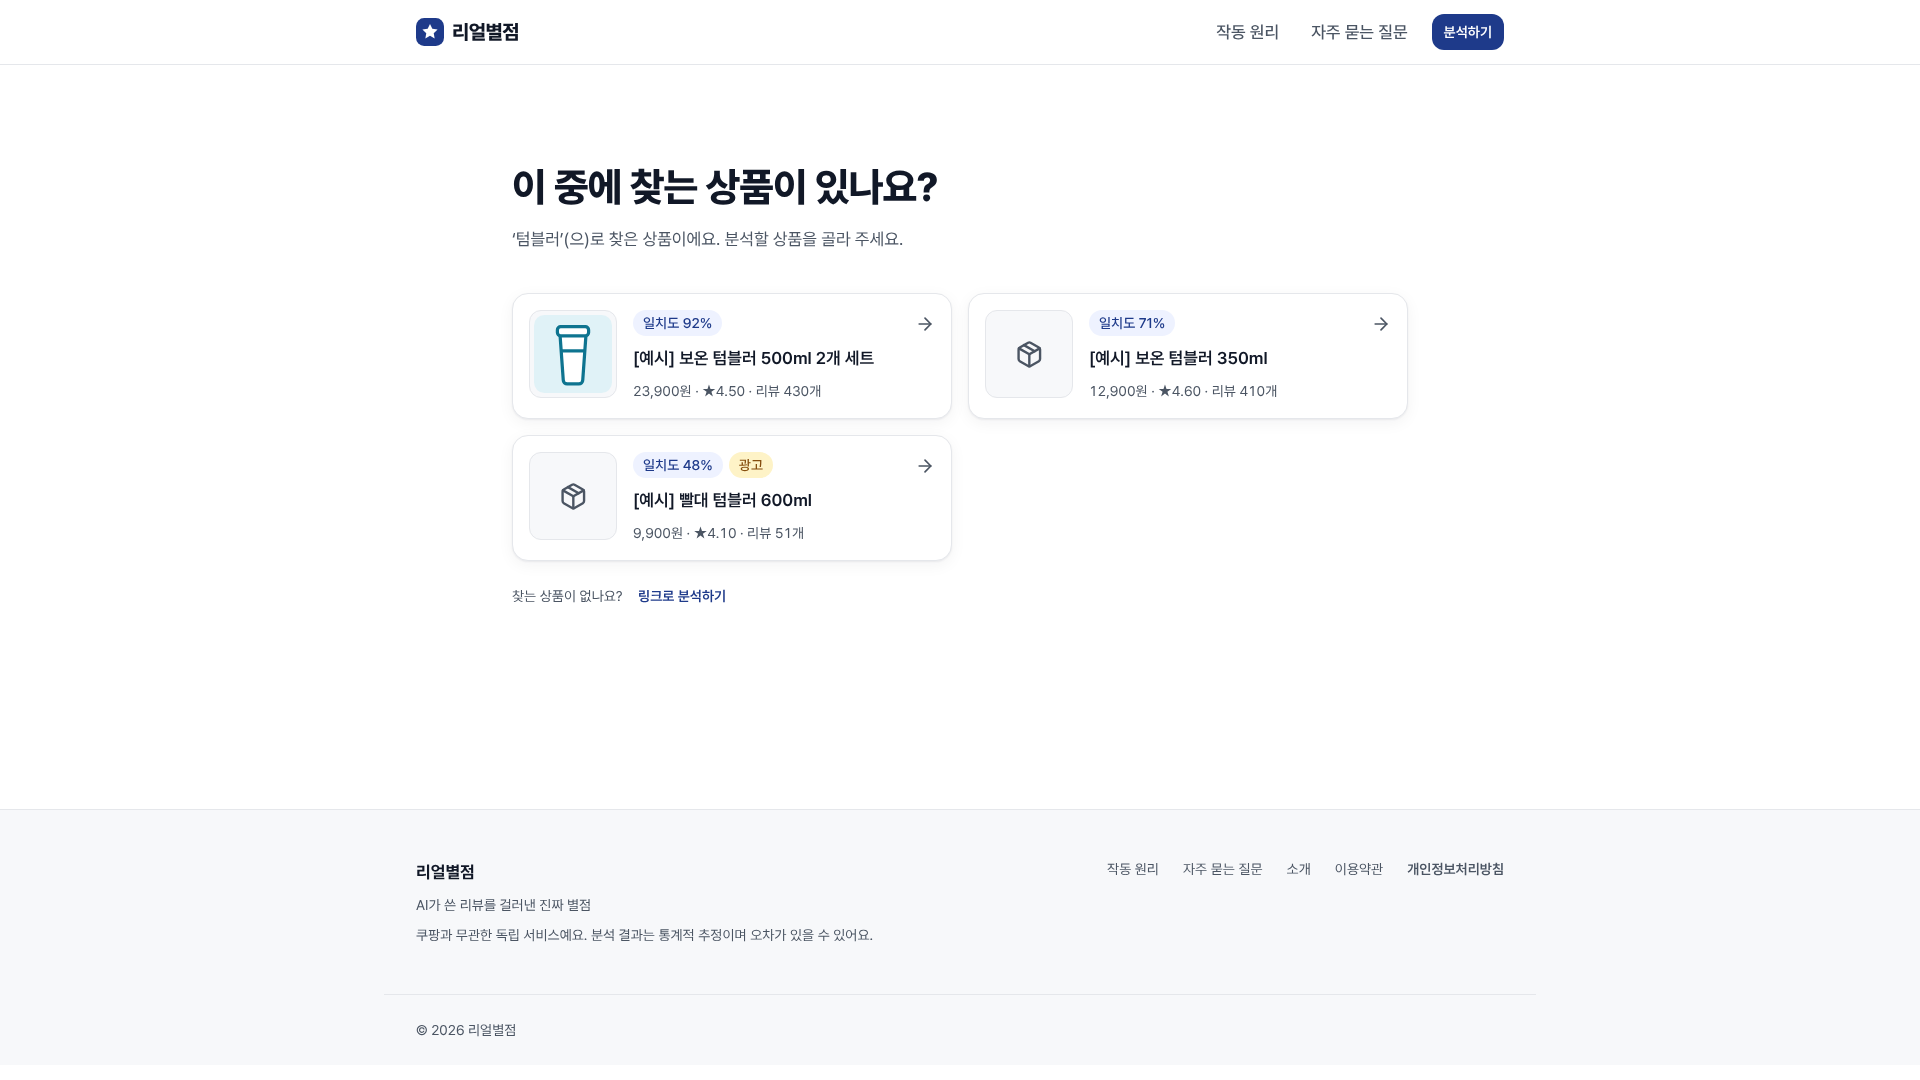 리얼별점
작동 원리
자주 묻는 질문
분석하기
이 중에 찾는 상품이 있나요?
‘텀블러’(으)로 찾은 상품이에요. 분석할 상품을 골라 주세요.
일치도 92%
[예시] 보온 텀블러 500ml 2개 세트
23,900원 · ★4.50 · 리뷰 430개
일치도 71%
[예시] 보온 텀블러 350ml
12,900원 · ★4.60 · 리뷰 410개
일치도 48% 광고
[예시] 빨대 텀블러 600ml
9,900원 · ★4.10 · 리뷰 51개
찾는 상품이 없나요? 링크로 분석하기
리얼별점
AI가 쓴 리뷰를 걸러낸 진짜 별점
쿠팡과 무관한 독립 서비스예요. 분석 결과는 통계적 추정이며 오차가 있을 수 있어요.
작동 원리
자주 묻는 질문
소개
이용약관
개인정보처리방침
© 2026 리얼별점